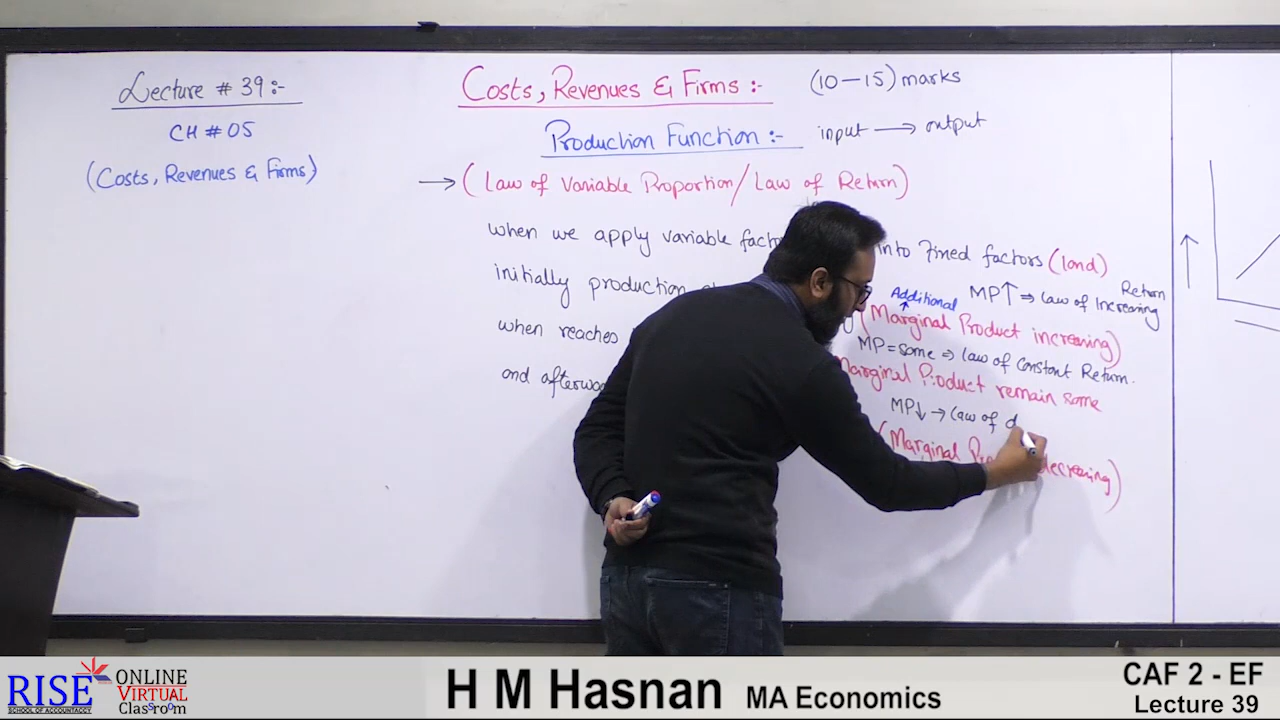 Lecture # 39 :-
CH # 05
(Costs, Revenues & Firms)
Costs, Revenues & Firms :- (10 — 15) marks
Production Function :- input → output
→ (Law of Variable Proportion / Law of Return)
when we apply variable into Fixed factors (land)
initially production
Additional MP↑ ⇒ Law of Increasing Return
(Marginal Product increasing)
when reaches
MP = same ⇒ Law of Constant Return.
Marginal Product remain same
and
MP↓ → Law of d
(Marginal decreasing)
RISE
SCHOOL OF ACCOUNTANCY
ONLINE
VIRTUAL
Classroom
H M Hasnan MA Economics
CAF 2 - EF
Lecture 39